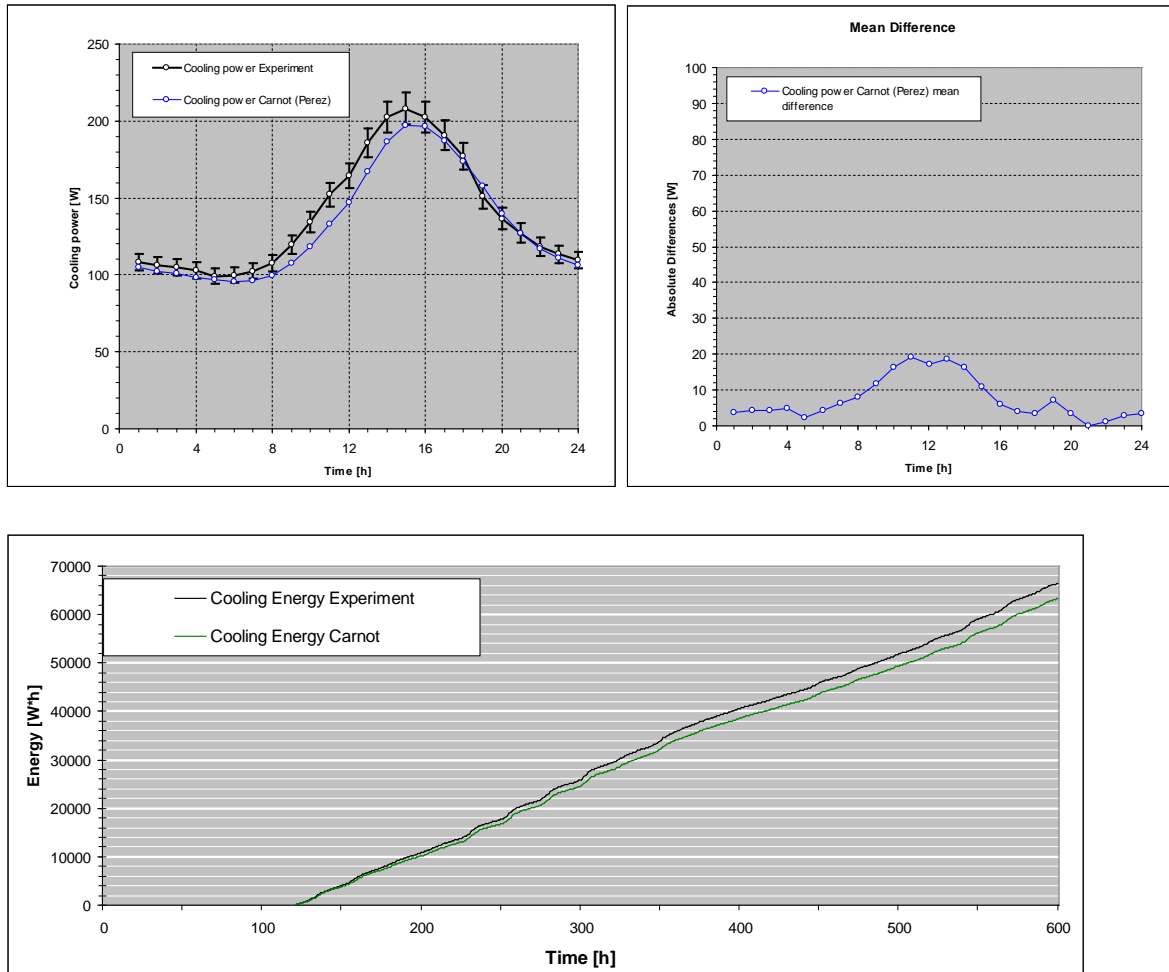 250
200
150
100
50
0
Cooling power [W]
Cooling power Experiment
Cooling power Carnot (Perez)
0 4 8 12 16 20 24
Time [h]
Mean Difference
100
90
80
70
60
50
40
30
20
10
0
Absolute Differences [W]
Cooling power Carnot (Perez) mean
difference
0 4 8 12 16 20 24
Time [h]
70000
60000
50000
40000
30000
20000
10000
0
Energy [W*h]
Cooling Energy Experiment
Cooling Energy Carnot
0 100 200 300 400 500 600
Time [h]